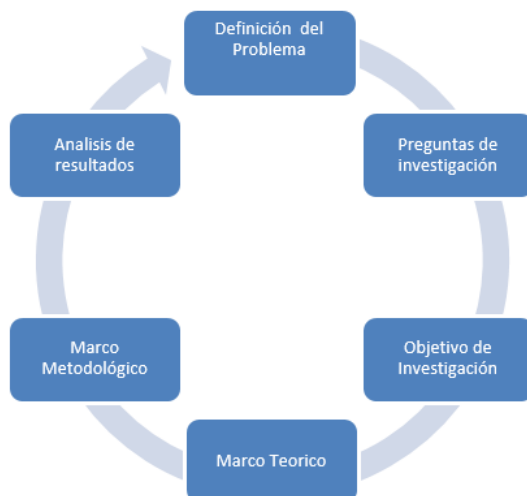 Definición del
Problema
Preguntas de
investigación
Objetivo de
Investigación
Marco Teorico
Marco
Metodológico
Analisis de
resultados